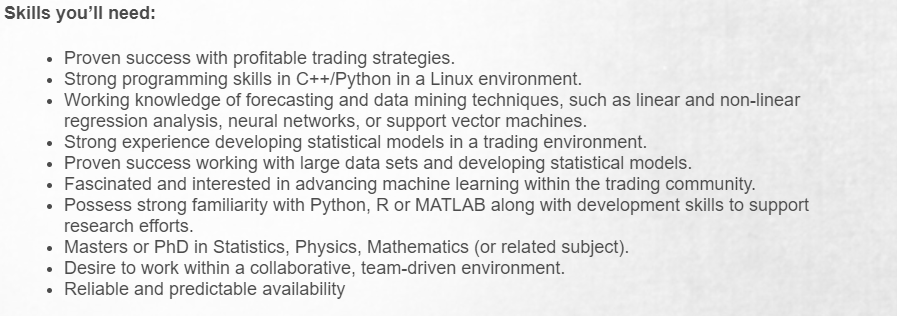 Skills you'll need:
• Proven success with profitable trading strategies.
• Strong programming skills in C++/Python in a Linux environment.
• Working knowledge of forecasting and data mining techniques, such as linear and non-linear
regression analysis, neural networks, or support vector machines.
• Strong experience developing statistical models in a trading environment.
• Proven success working with large data sets and developing statistical models.
• Fascinated and interested in advancing machine learning within the trading community.
• Possess strong familiarity with Python, R or MATLAB along with development skills to support
research efforts.
• Masters or PhD in Statistics, Physics, Mathematics (or related subject).
• Desire to work within a collaborative, team-driven environment.
• Reliable and predictable availability